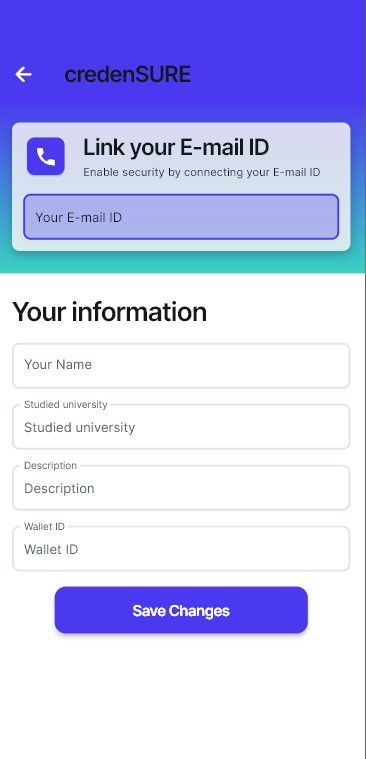 credenSURE
Link your E-mail ID
Enable security by connecting your E-mail ID
Your E-mail ID
Your information
Your Name
Studied university
Studied university
Description
Description
Wallet ID
Wallet ID
Save Changes